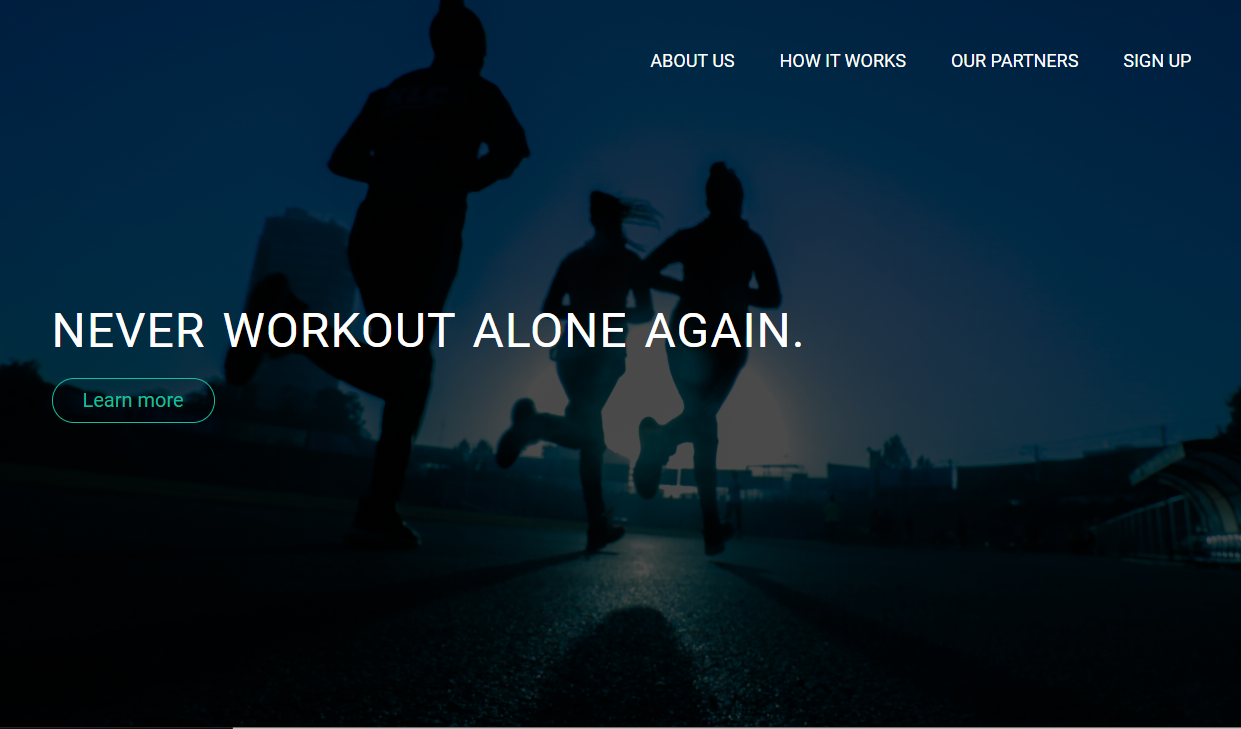 ABOUT US HOW IT WORKS OUR PARTNERS SIGN UP
NEVER WORKOUT ALONE AGAIN.
Learn more